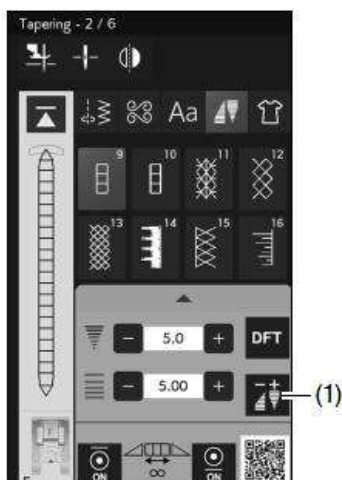 Tapering - 2 / 6
Aa
9 10 11 12
13 14 15 16
- 5.0 + DFT
- 5.00 +
(1)
ON ON